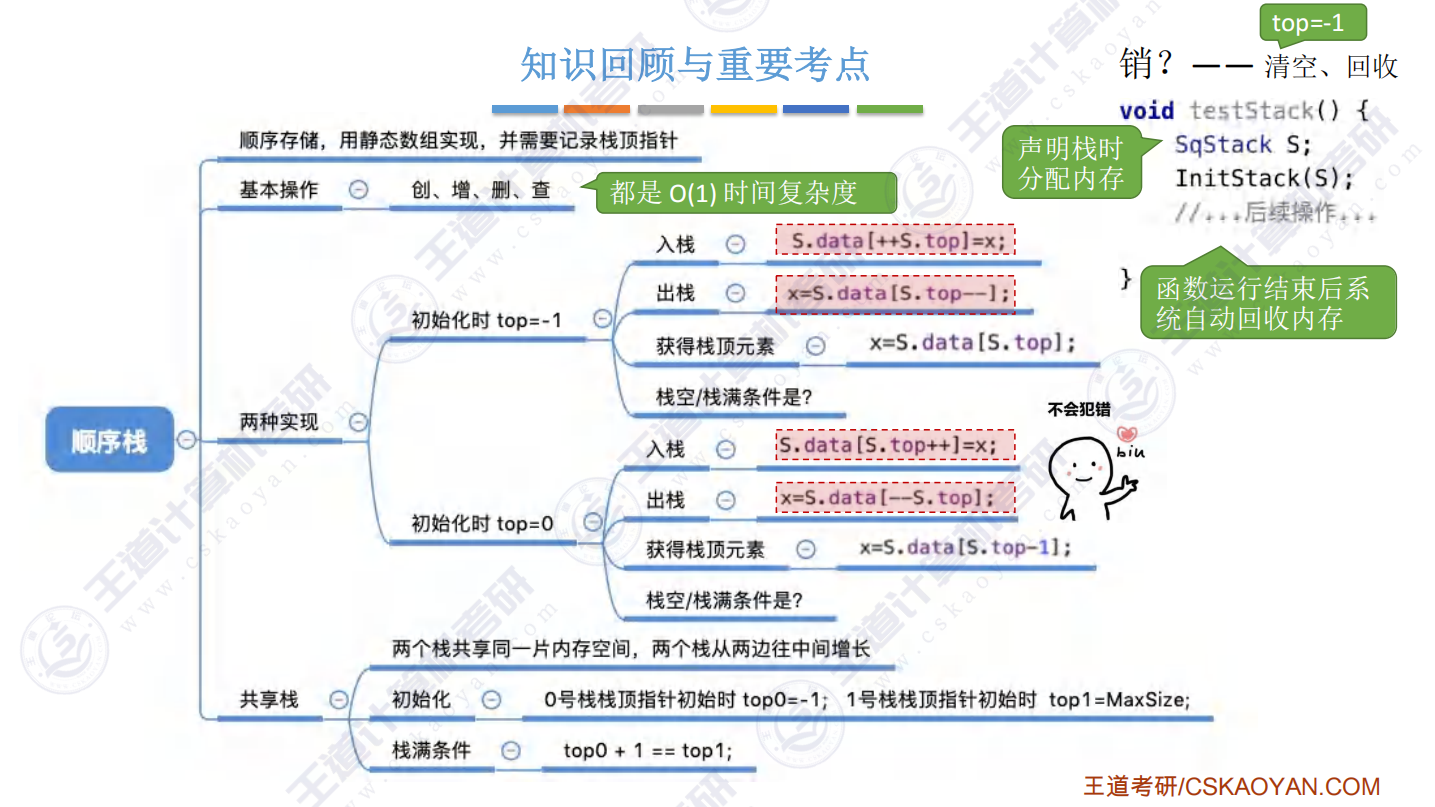 知识回顾与重要考点
top=-1
销？—— 清空、回收
void testStack() {
声明栈时
分配内存
SqStack S;
InitStack(S);
//...后续操作...
}
函数运行结束后系
统自动回收内存
顺序栈
顺序存储，用静态数组实现，并需要记录栈顶指针
基本操作
创、增、删、查
都是 O(1) 时间复杂度
两种实现
初始化时 top=-1
入栈
S.data[++S.top]=x;
出栈
x=S.data[S.top--];
获得栈顶元素
x=S.data[S.top];
栈空/栈满条件是?
初始化时 top=0
入栈
S.data[S.top++]=x;
出栈
x=S.data[--S.top];
获得栈顶元素
x=S.data[S.top-1];
栈空/栈满条件是?
不会犯错
biu
共享栈
两个栈共享同一片内存空间，两个栈从两边往中间增长
初始化
0号栈栈顶指针初始时 top0=-1； 1号栈栈顶指针初始时 top1=MaxSize;
栈满条件
top0 + 1 == top1;
王道考研/CSKAOYAN.COM
王道计算机考研
www.cskaoyan.com